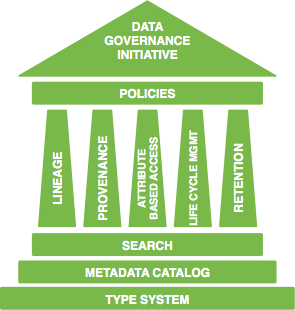 DATA
GOVERNANCE
INITIATIVE
POLICIES
LINEAGE
PROVENANCE
ATTRIBUTE
BASED ACCESS
LIFE CYCLE MGMT
RETENTION
SEARCH
METADATA CATALOG
TYPE SYSTEM